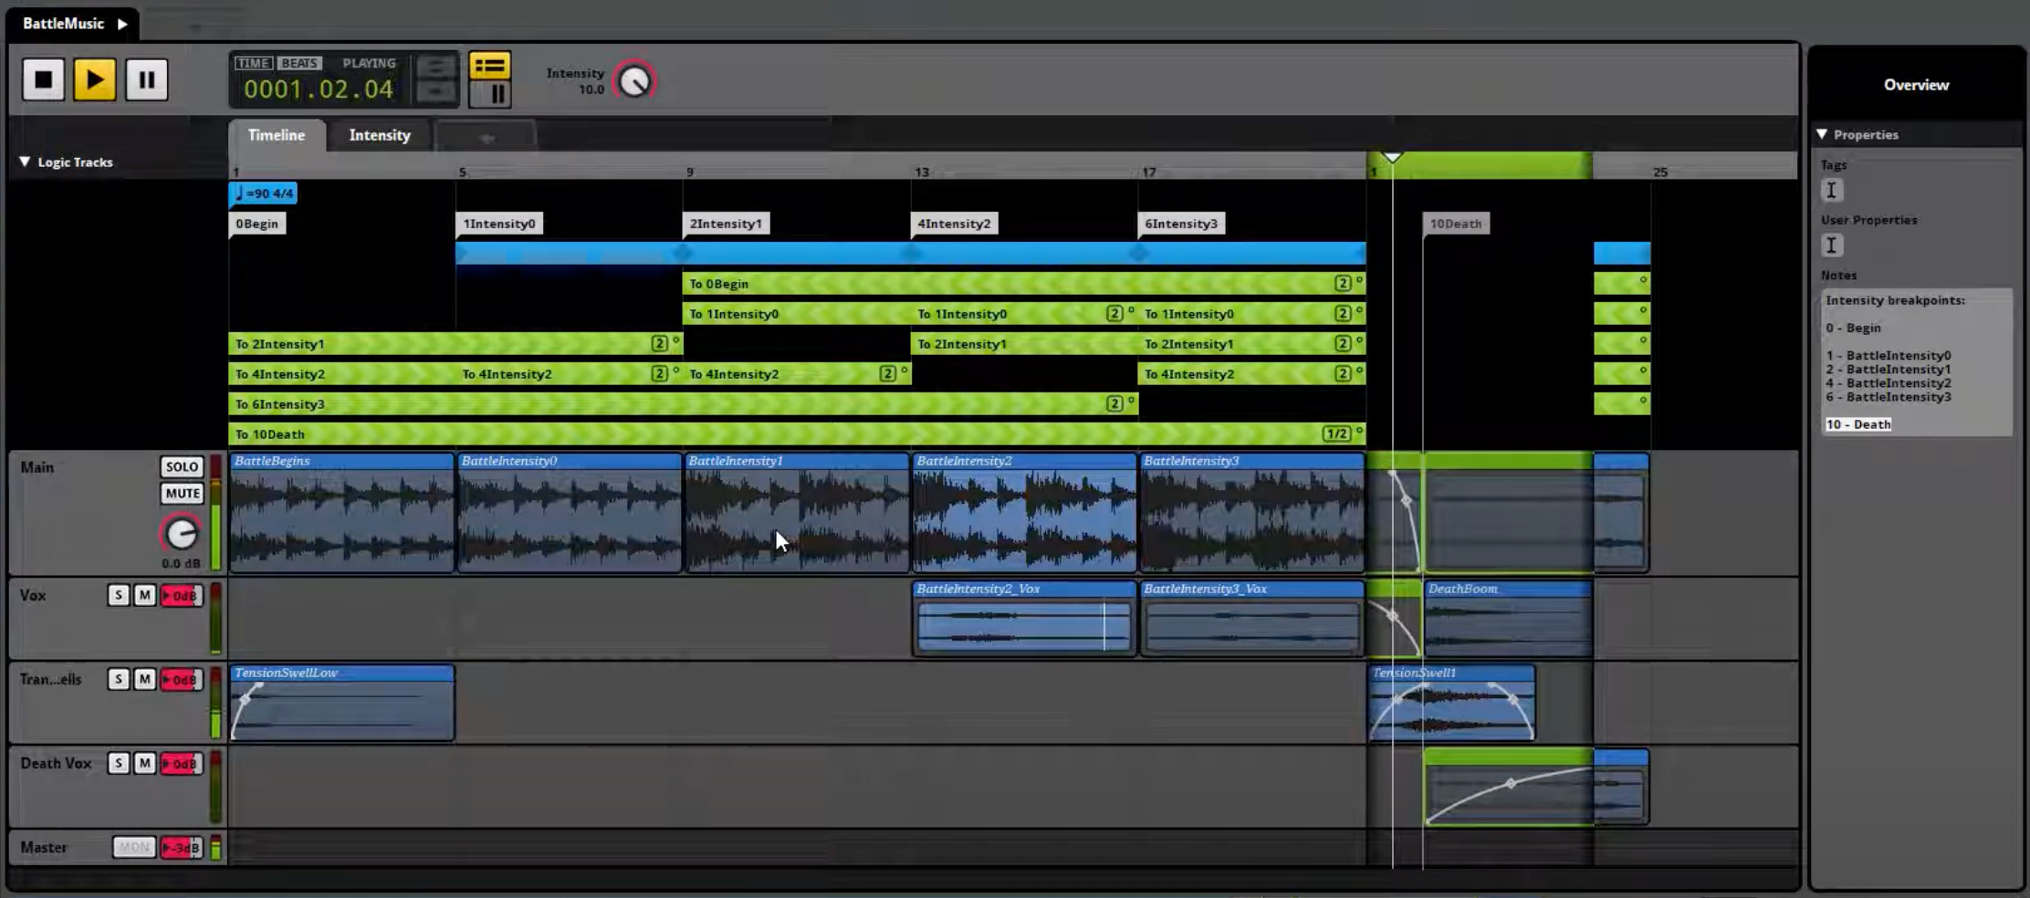 BattleMusic
TIME BEATS PLAYING
0001.02.04
Intensity
10.0
Overview
Timeline Intensity
Properties
Logic Tracks
1 5 9 13 17 1 25
Tags
=90 4/4
User Properties
0Begin 1Intensity0 2Intensity1 4Intensity2 6Intensity3 10Death
Notes
Intensity breakpoints:
0 - Begin
1 - BattleIntensity0
2 - BattleIntensity1
4 - BattleIntensity2
6 - BattleIntensity3
10 - Death
To 0Begin 2
To 1Intensity0 To 1Intensity0 2 To 1Intensity0 2
To 2Intensity1 2 To 2Intensity1 To 2Intensity1 2
To 4Intensity2 To 4Intensity2 2 To 4Intensity2 2 To 4Intensity2 2
To 6Intensity3 2
To 10Death 1/2
Main SOLO BattleBegins BattleIntensity0 BattleIntensity1 BattleIntensity2 BattleIntensity3
MUTE
0.0 dB
Vox S M 0dB BattleIntensity2_Vox BattleIntensity3_Vox DeathBoom
Tran...ells S M 0dB TensionSwellLow TensionSwell1
Death Vox S M 0dB
Master MON -3dB